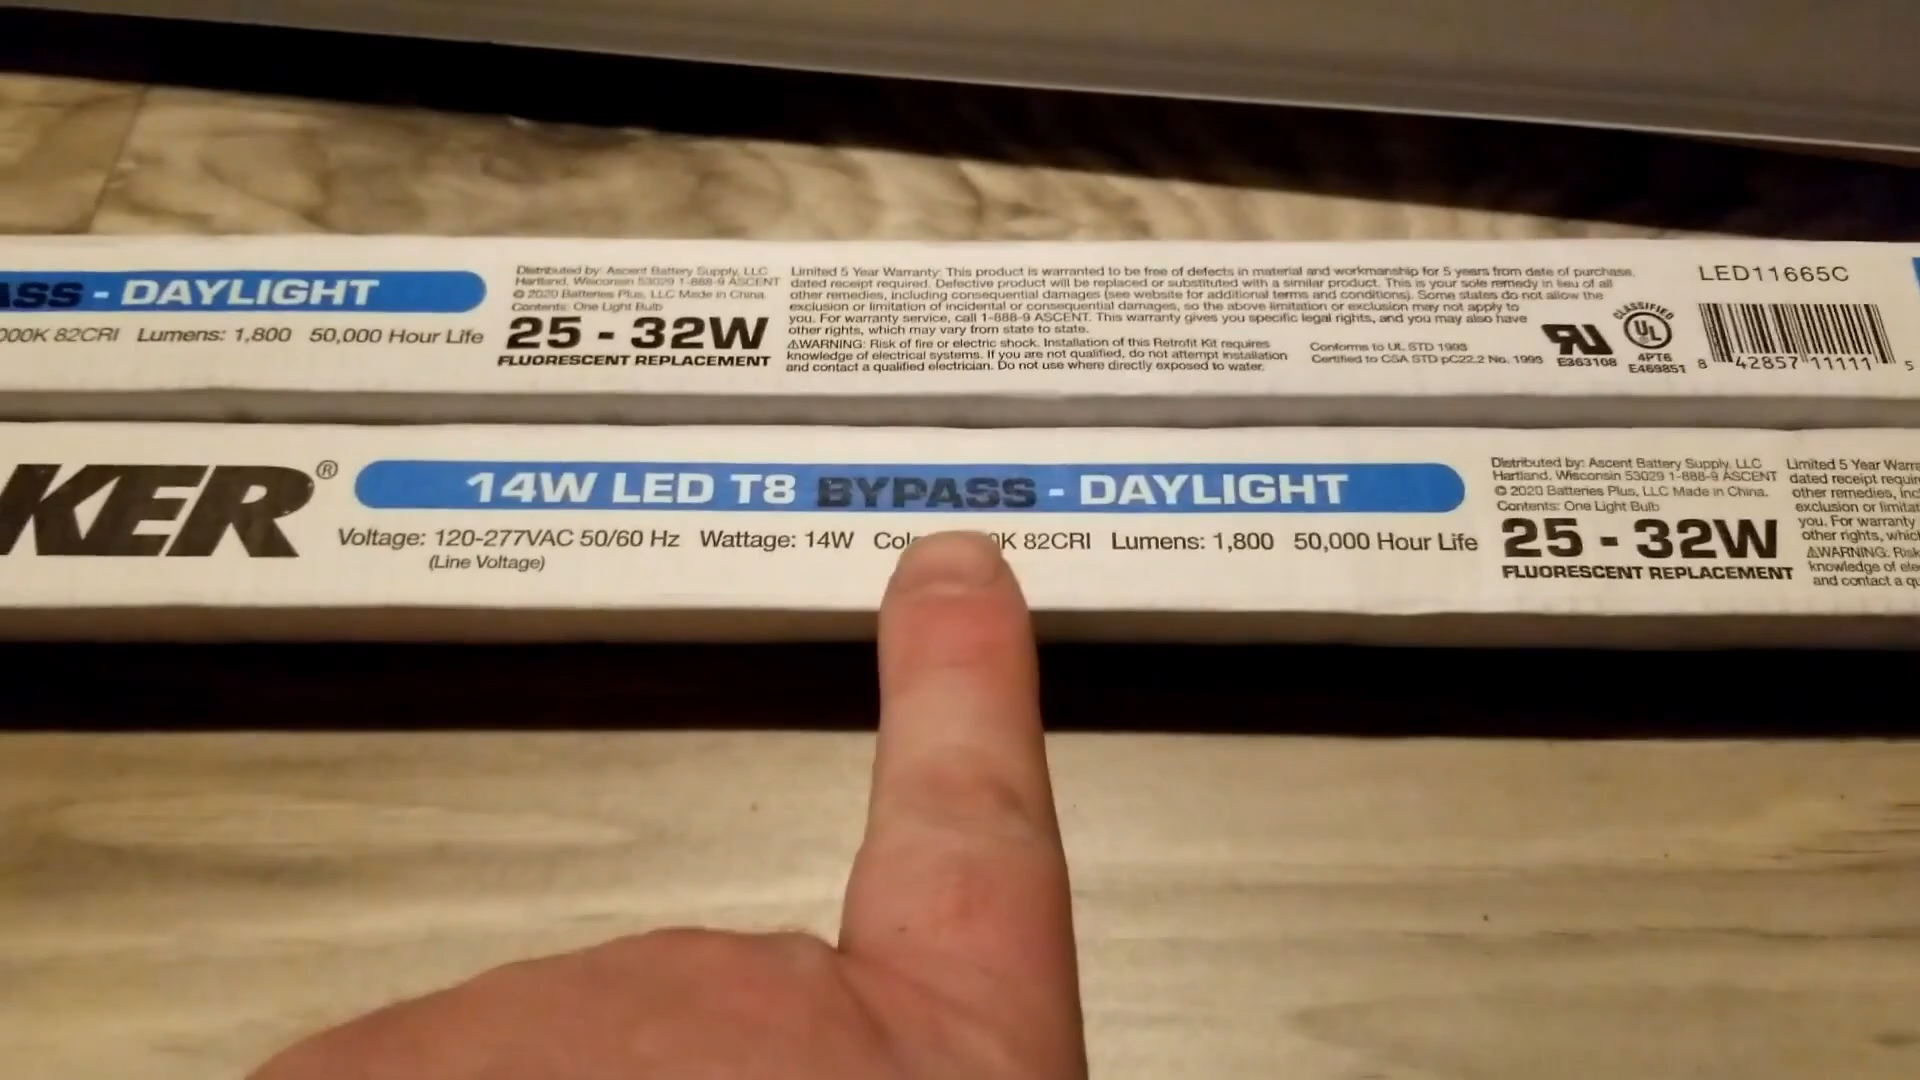 ASS - DAYLIGHT
000K 82CRI Lumens: 1,800 50,000 Hour Life
Distributed by: Ascent Battery Supply, LLC
Hartland, Wisconsin 53029 1-888-9 ASCENT
© 2020 Batteries Plus, LLC Made in China.
Contents: One Light Bulb
25 - 32W
FLUORESCENT REPLACEMENT
Limited 5 Year Warranty: This product is warranted to be free of defects in material and workmanship for 5 years from date of purchase,
dated receipt required. Defective product will be replaced or substituted with a similar product. This is your sole remedy in lieu of all
other remedies, including consequential damages (see website for additional terms and conditions). Some states do not allow the
exclusion or limitation of incidental or consequential damages, so the above limitation or exclusion may not apply to
you. For warranty service, call 1-888-9 ASCENT. This warranty gives you specific legal rights, and you may also have
other rights, which may vary from state to state.
⚠WARNING: Risk of fire or electric shock. Installation of this Retrofit Kit requires
knowledge of electrical systems. If you are not qualified, do not attempt installation
and contact a qualified electrician. Do not use where directly exposed to water.
Conforms to UL STD 1993
Certified to CSA STD pC22.2 No. 1993
E363108
CLASSIFIED
UL
4PT6
E469851
LED11665C
8 42857 11111 5
KER®
14W LED T8 BYPASS - DAYLIGHT
Voltage: 120-277VAC 50/60 Hz Wattage: 14W Colo K 82CRI Lumens: 1,800 50,000 Hour Life
(Line Voltage)
Distributed by: Ascent Battery Supply, LLC
Hartland, Wisconsin 53029 1-888-9 ASCENT
© 2020 Batteries Plus, LLC Made in China.
Contents: One Light Bulb
25 - 32W
FLUORESCENT REPLACEMENT
Limited 5 Year Warra
dated receipt requir
other remedies, incl
exclusion or limitat
you. For warranty
other rights, which
⚠WARNING: Risk
knowledge of ele
and contact a qu